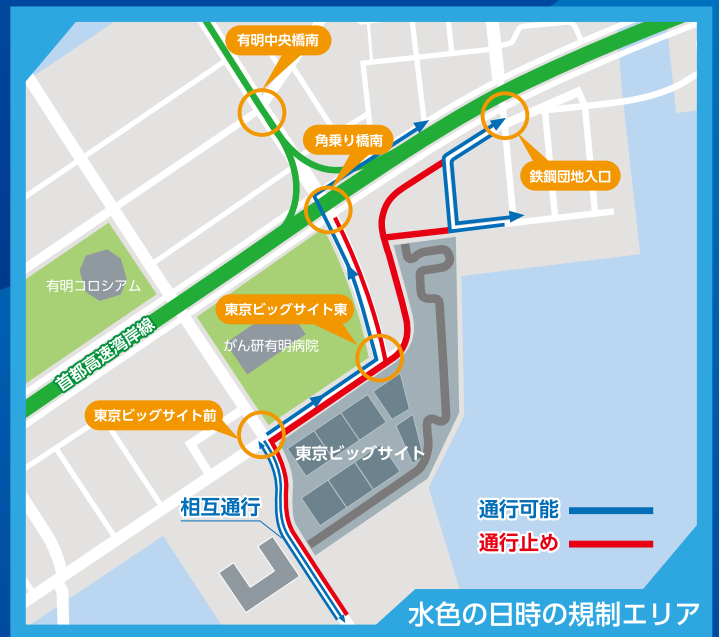 有明中央橋南
角乗り橋南
鉄鋼団地入口
有明コロシアム
東京ビッグサイト東
首都高速湾岸線
がん研有明病院
東京ビッグサイト前
東京ビッグサイト
相互通行
通行可能
通行止め
水色の日時の規制エリア